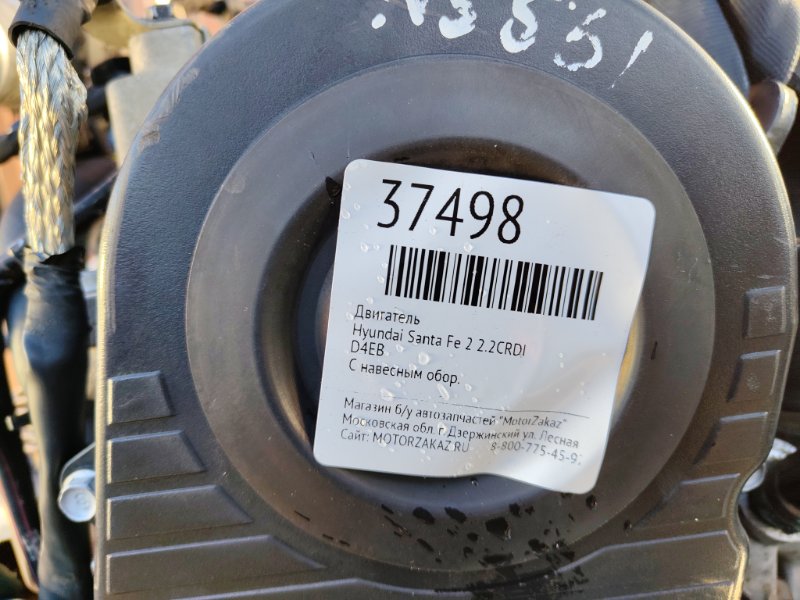 37498
Двигатель
Hyundai Santa Fe 2 2.2CRDI
D4EB
С навесным обор.
Магазин б/у автозапчастей "MotorZakaz"
Московская обл. г. Дзержинский ул. Лесная
Сайт: MOTORZAKAZ.RU 8-800-775-45-9